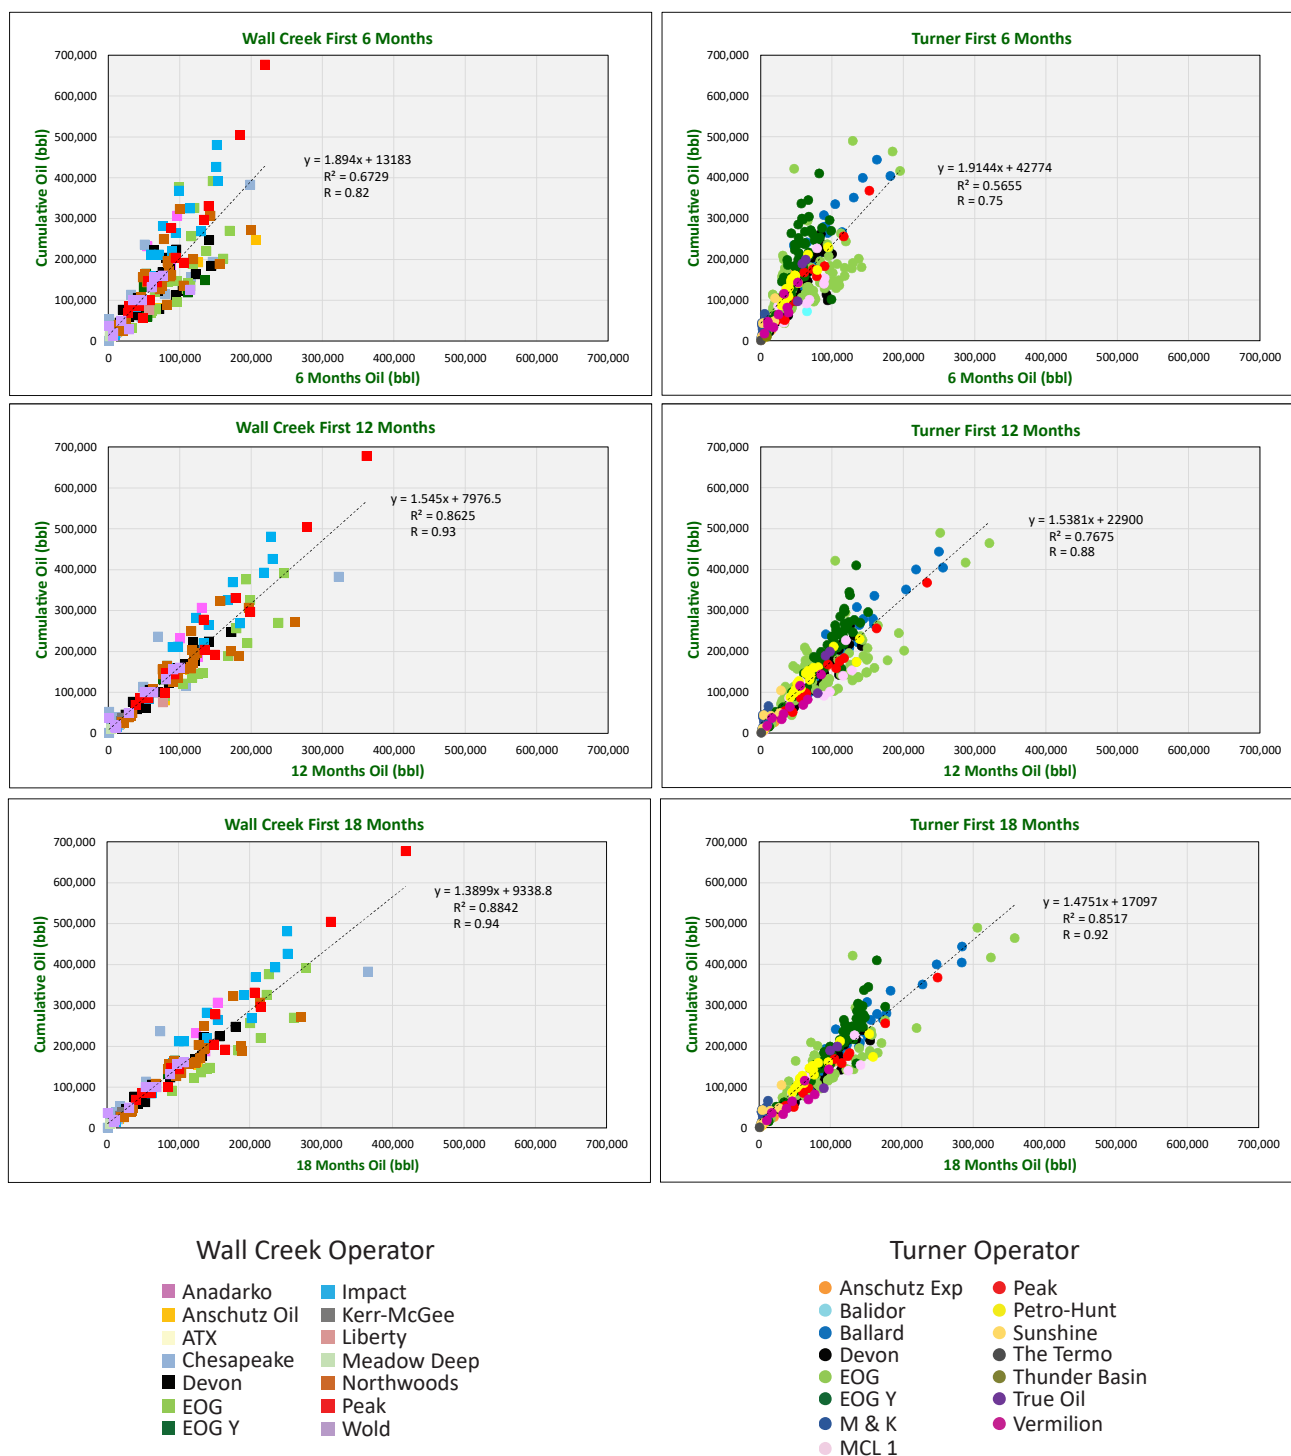 Wall Creek First 6 Months
700,000
600,000
500,000
400,000
300,000
200,000
100,000
0
Cumulative Oil (bbl)
y = 1.894x + 13183
R² = 0.6729
R = 0.82
0 100,000 200,000 300,000 400,000 500,000 600,000 700,000
6 Months Oil (bbl)
Turner First 6 Months
700,000
600,000
500,000
400,000
300,000
200,000
100,000
0
Cumulative Oil (bbl)
y = 1.9144x + 42774
R² = 0.5655
R = 0.75
0 100,000 200,000 300,000 400,000 500,000 600,000 700,000
6 Months Oil (bbl)
Wall Creek First 12 Months
700,000
600,000
500,000
400,000
300,000
200,000
100,000
0
Cumulative Oil (bbl)
y = 1.545x + 7976.5
R² = 0.8625
R = 0.93
0 100,000 200,000 300,000 400,000 500,000 600,000 700,000
12 Months Oil (bbl)
Turner First 12 Months
700,000
600,000
500,000
400,000
300,000
200,000
100,000
0
Cumulative Oil (bbl)
y = 1.5381x + 22900
R² = 0.7675
R = 0.88
0 100,000 200,000 300,000 400,000 500,000 600,000 700,000
12 Months Oil (bbl)
Wall Creek First 18 Months
700,000
600,000
500,000
400,000
300,000
200,000
100,000
0
Cumulative Oil (bbl)
y = 1.3899x + 9338.8
R² = 0.8842
R = 0.94
0 100,000 200,000 300,000 400,000 500,000 600,000 700,000
18 Months Oil (bbl)
Turner First 18 Months
700,000
600,000
500,000
400,000
300,000
200,000
100,000
0
Cumulative Oil (bbl)
y = 1.4751x + 17097
R² = 0.8517
R = 0.92
0 100,000 200,000 300,000 400,000 500,000 600,000 700,000
18 Months Oil (bbl)
Wall Creek Operator
Anadarko
Anschutz Oil
ATX
Chesapeake
Devon
EOG
EOG Y
Impact
Kerr-McGee
Liberty
Meadow Deep
Northwoods
Peak
Wold
Turner Operator
Anschutz Exp
Balidor
Ballard
Devon
EOG
EOG Y
M & K
MCL 1
Peak
Petro-Hunt
Sunshine
The Termo
Thunder Basin
True Oil
Vermilion